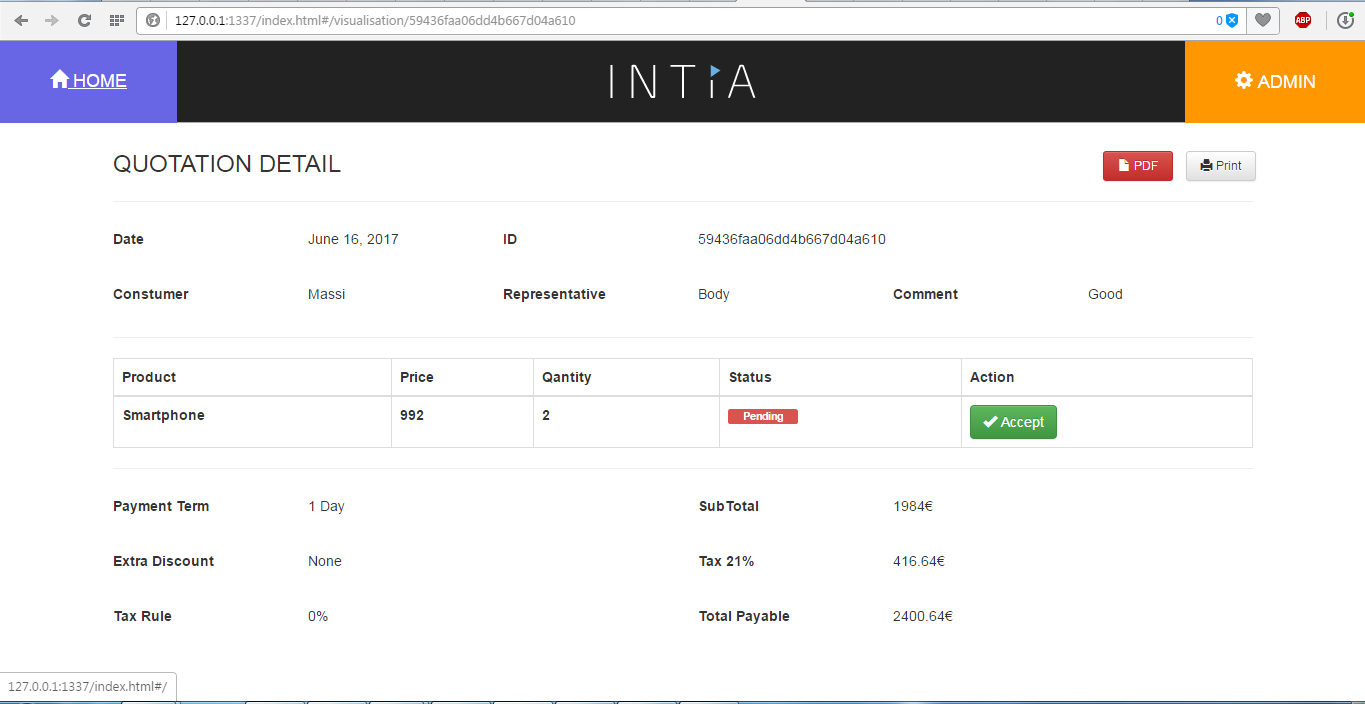 127.0.0.1:1337/index.html#/visualisation/59436faa06dd4b667d04a610 0 ABP
HOME INTiA ADMIN
QUOTATION DETAIL PDF Print
Date June 16, 2017 ID 59436faa06dd4b667d04a610
Constumer Massi Representative Body Comment Good
Product Price Qantity Status Action
Smartphone 992 2 Pending Accept
Payment Term 1 Day SubTotal 1984€
Extra Discount None Tax 21% 416.64€
Tax Rule 0% Total Payable 2400.64€
127.0.0.1:1337/index.html#/